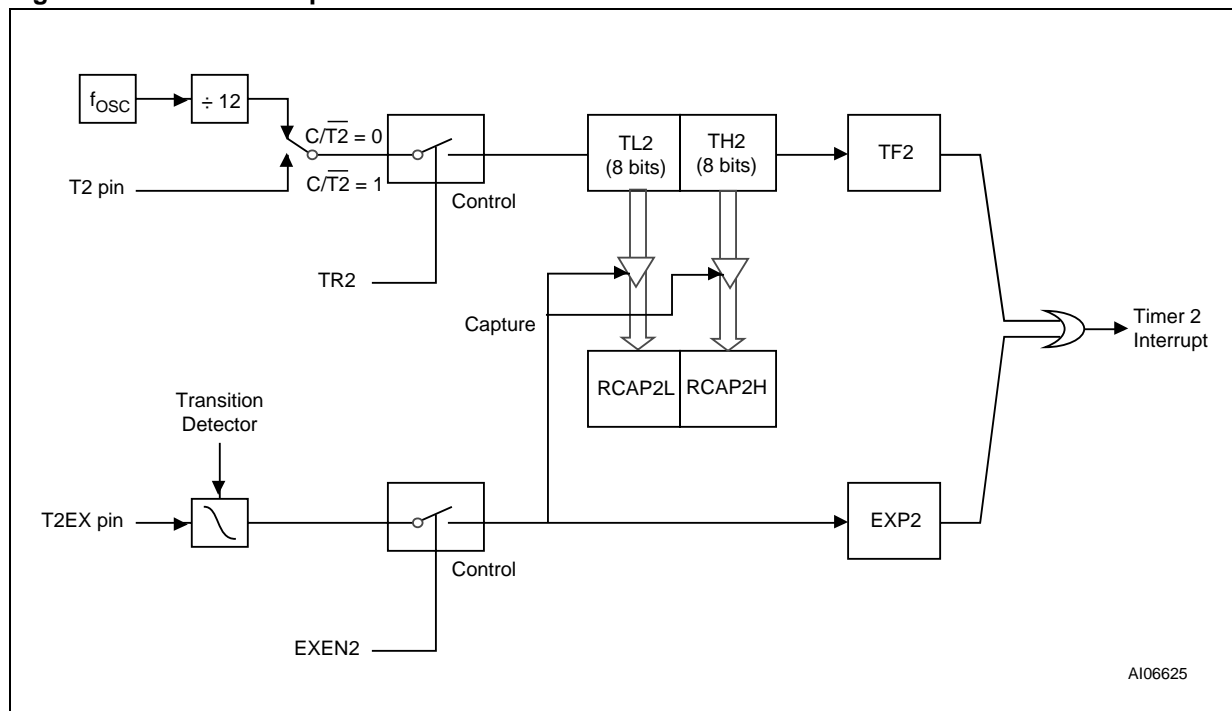 fOSC
÷ 12
C/T2 = 0
C/T2 = 1
T2 pin
Control
TR2
TL2
(8 bits)
TH2
(8 bits)
TF2
Capture
RCAP2L
RCAP2H
Timer 2
Interrupt
Transition
Detector
T2EX pin
Control
EXEN2
EXP2
AI06625